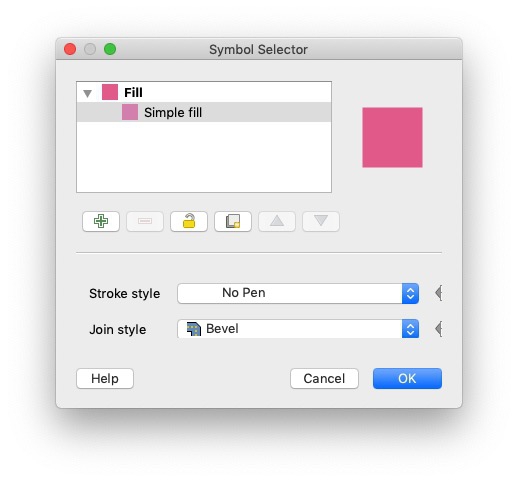 Symbol Selector
Fill
Simple fill
Stroke style No Pen
Join style Bevel
Help Cancel OK